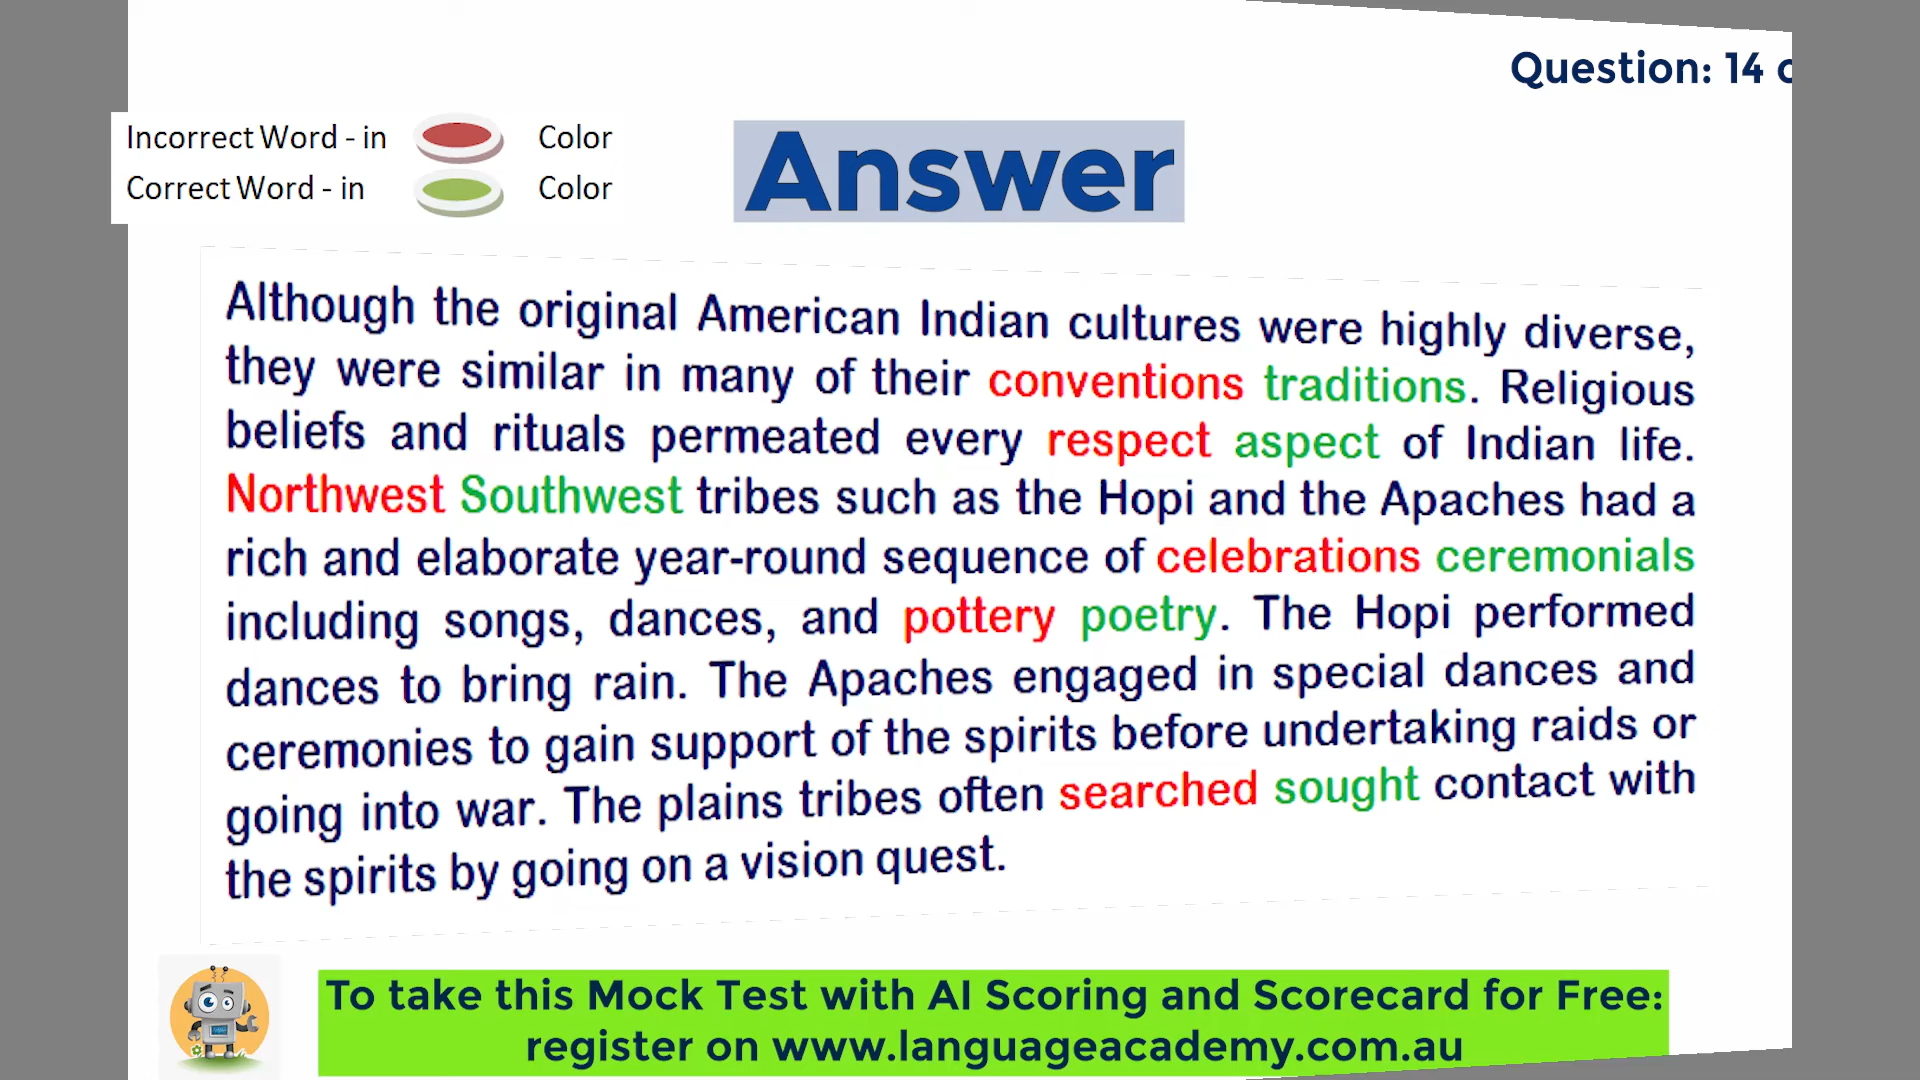 Question: 14
Incorrect Word - in Color
Correct Word - in Color
Answer
Although the original American Indian cultures were highly diverse,
they were similar in many of their conventions traditions. Religious
beliefs and rituals permeated every respect aspect of Indian life.
Northwest Southwest tribes such as the Hopi and the Apaches had a
rich and elaborate year-round sequence of celebrations ceremonials
including songs, dances, and pottery poetry. The Hopi performed
dances to bring rain. The Apaches engaged in special dances and
ceremonies to gain support of the spirits before undertaking raids or
going into war. The plains tribes often searched sought contact with
the spirits by going on a vision quest.
To take this Mock Test with AI Scoring and Scorecard for Free:
register on www.languageacademy.com.au